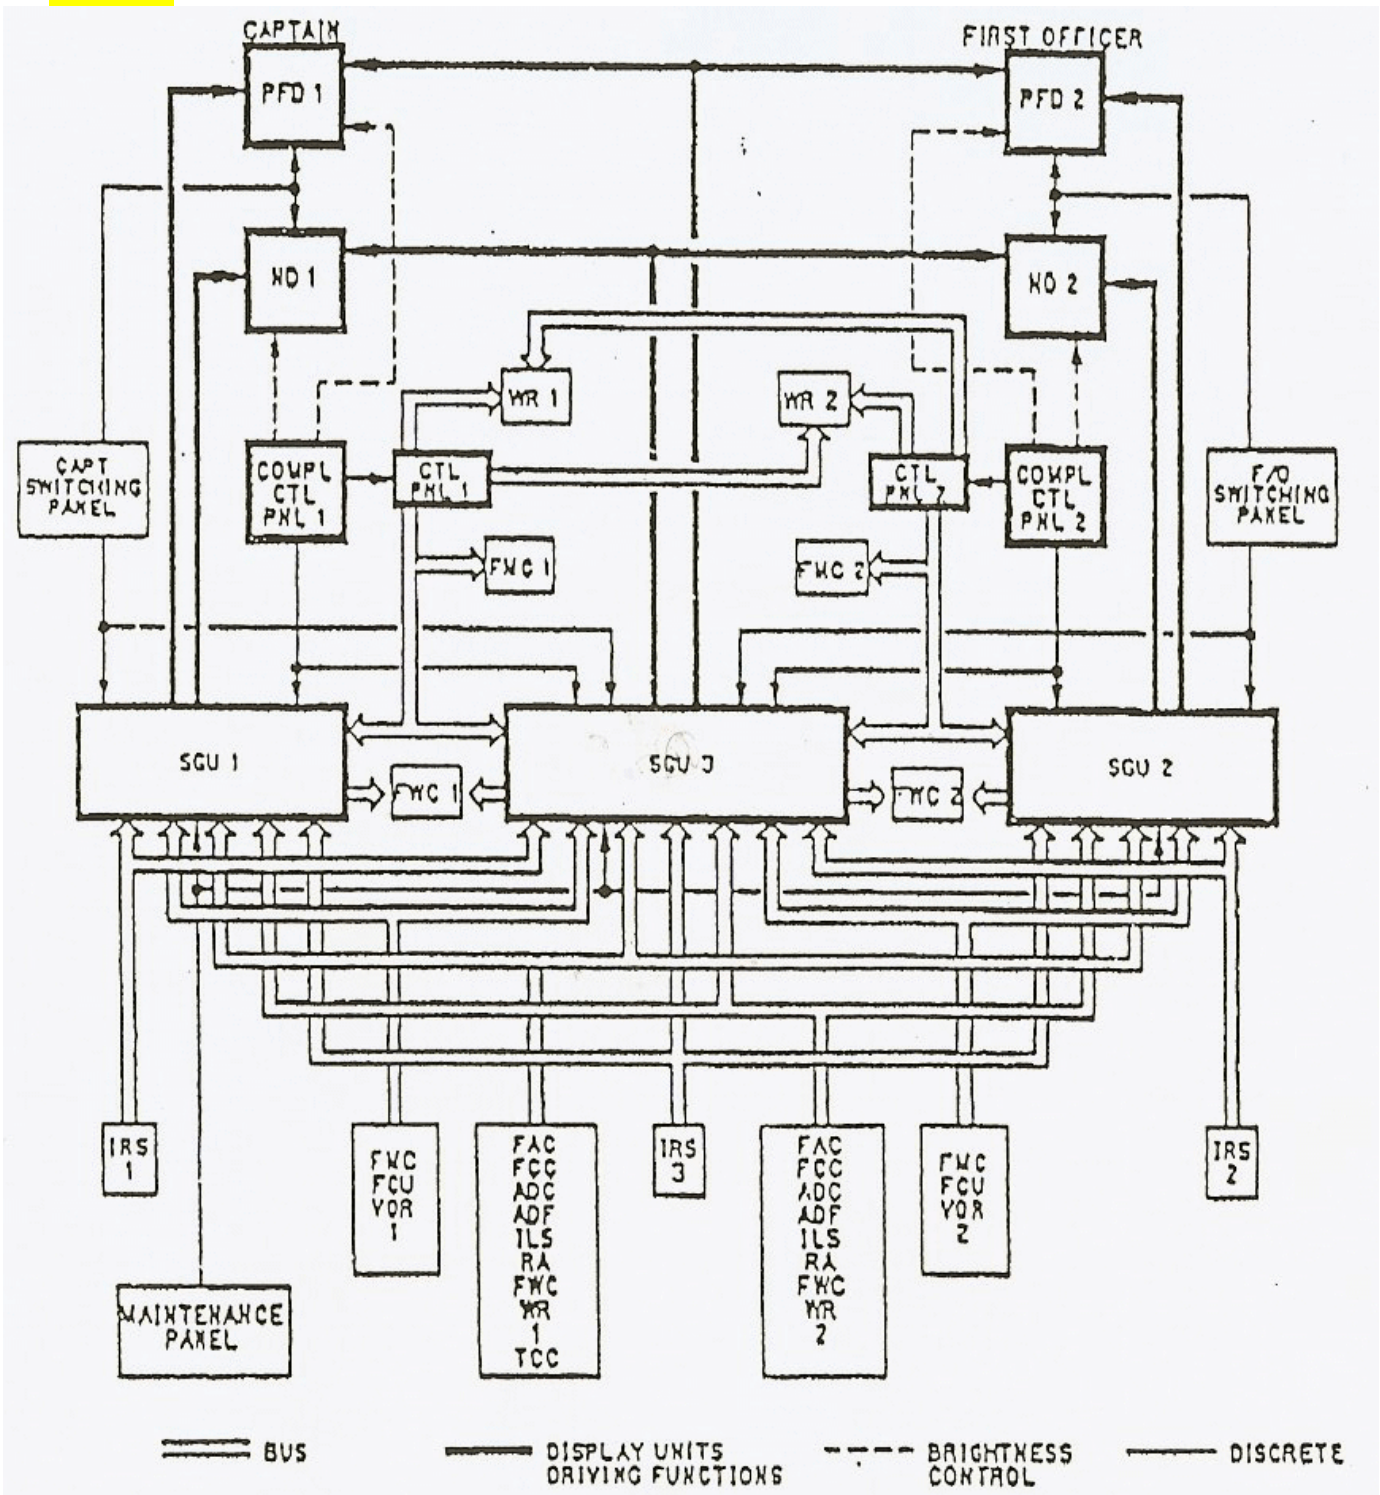 CAPTAIN
FIRST OFFICER
PFD 1
PFD 2
ND 1
ND 2
WR 1
WR 2
CAPT
SWITCHING
PANEL
COMPL
CTL
PNL 1
CTL
PNL 1
CTL
PNL 2
COMPL
CTL
PNL 2
F/O
SWITCHING
PANEL
FMC 1
FMC 2
SGU 1
SGU 3
SGU 2
FWC 1
FWC 2
IRS
1
FMC
FCU
VOR
1
FAC
FCC
ADC
ADF
ILS
RA
FWC
WR
1
TCC
IRS
3
FAC
FCC
ADC
ADF
ILS
RA
FWC
WR
2
FMC
FCU
VOR
2
IRS
2
MAINTENANCE
PANEL
BUS
DISPLAY UNITS
DRIVING FUNCTIONS
BRIGHTNESS
CONTROL
DISCRETE